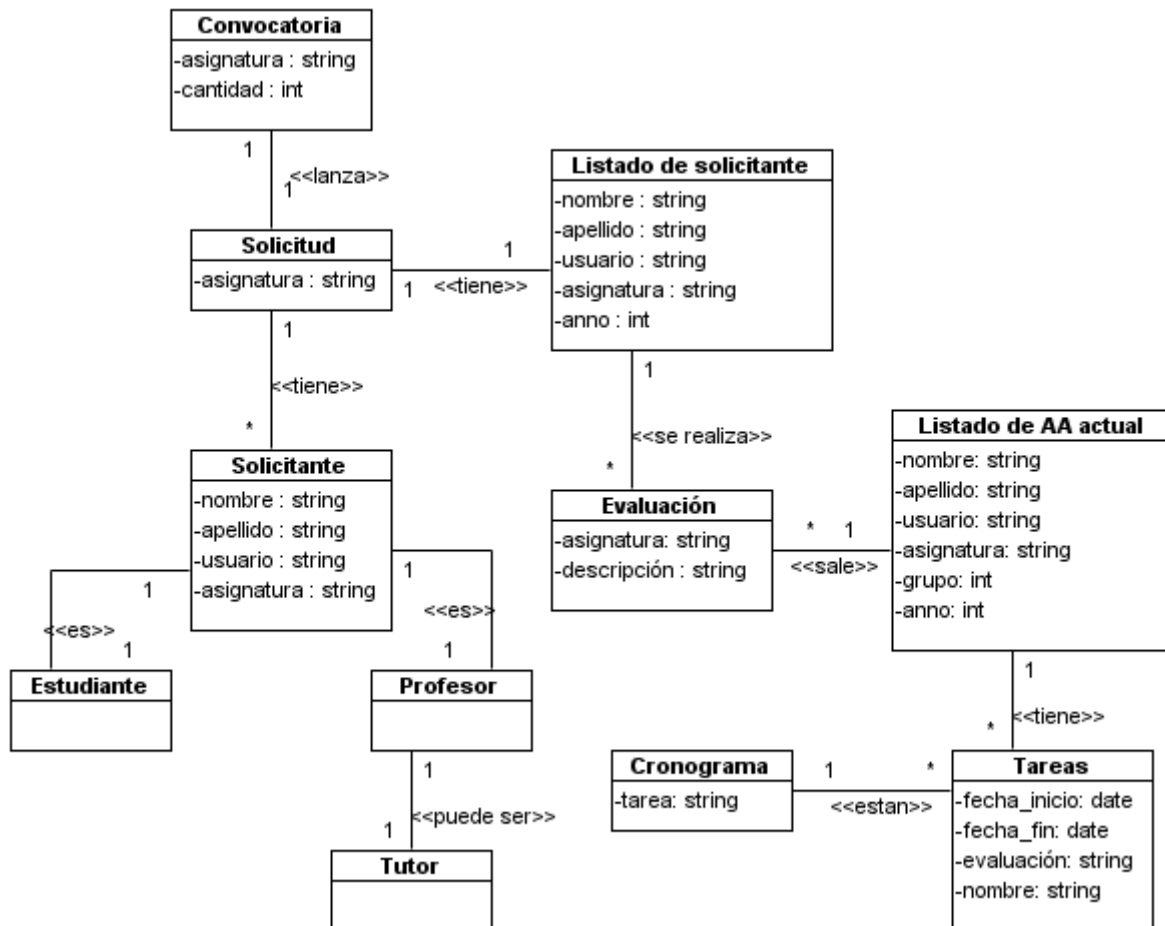 Convocatoria
-asignatura : string
-cantidad : int
1
<<lanza>>
1
Solicitud
-asignatura : string
1
<<tiene>>
1
Listado de solicitante
-nombre : string
-apellido : string
-usuario : string
-asignatura : string
-anno : int
1
<<tiene>>
*
1
<<se realiza>>
*
Solicitante
-nombre : string
-apellido : string
-usuario : string
-asignatura : string
Evaluación
-asignatura: string
-descripción : string
* 1
<<sale>>
Listado de AA actual
-nombre: string
-apellido: string
-usuario: string
-asignatura: string
-grupo: int
-anno: int
1
<<es>>
1
Estudiante
1
<<es>>
1
Profesor
1
<<puede ser>>
1
Tutor
1
<<tiene>>
*
Cronograma
-tarea: string
1 *
<<estan>>
Tareas
-fecha_inicio: date
-fecha_fin: date
-evaluación: string
-nombre: string